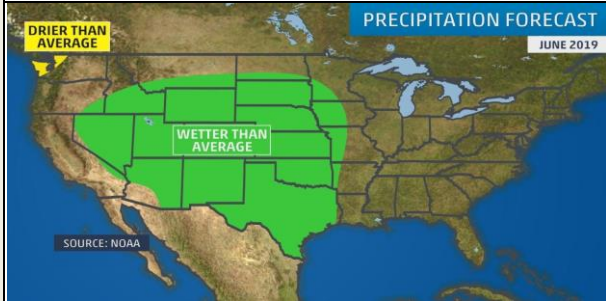 PRECIPITATION FORECAST
DRIER THAN
AVERAGE
JUNE 2019
WETTER THAN
AVERAGE
SOURCE: NOAA